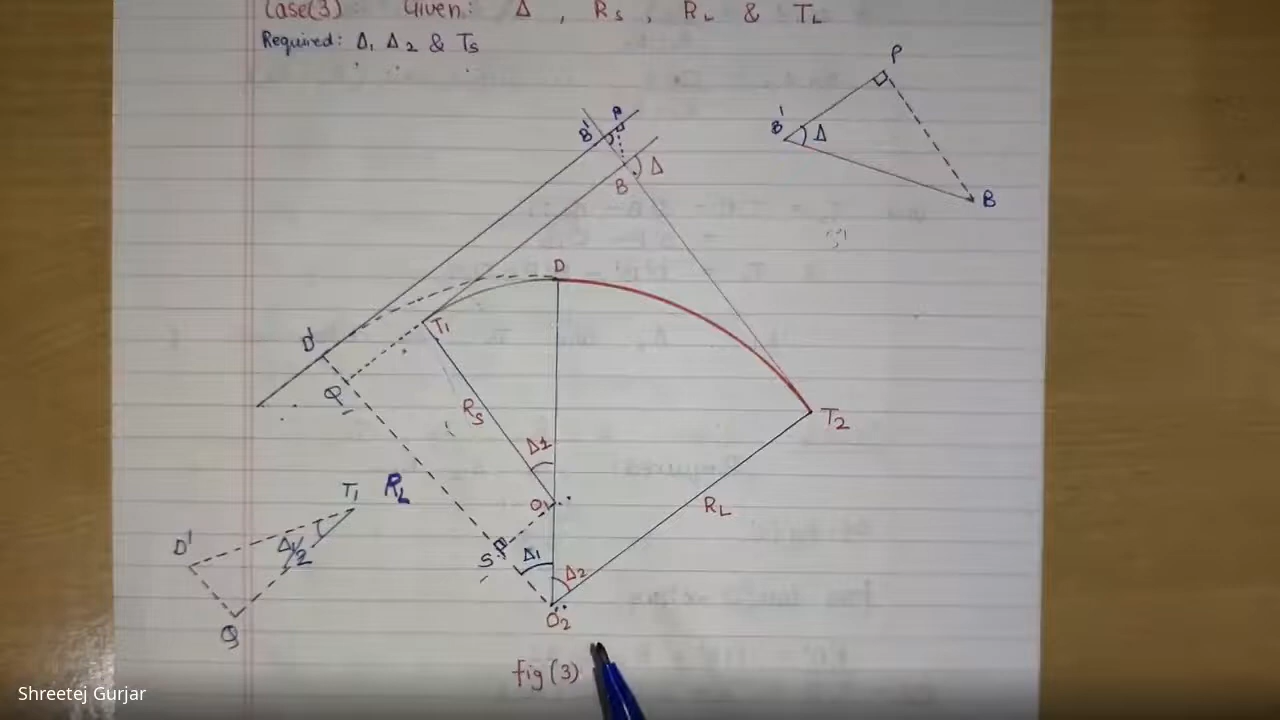 Case(3) Given: Δ , RS , RL & TL
Required: Δ1 Δ2 & TS
P
B'
Δ
B
B'
P
B
Δ
D
D'
T1
Q
RS
Δ1
T2
RL
T1
RL
O1
D'
Δ1/2
S
Δ1
Δ2
Q
O2
fig(3)
Shreetej Gurjar